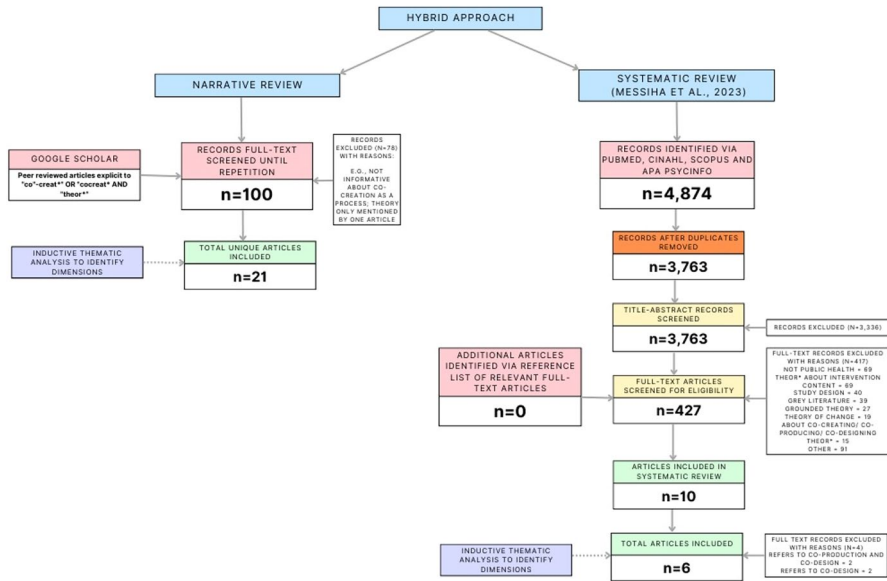 HYBRID APPROACH
NARRATIVE REVIEW
SYSTEMATIC REVIEW
(MESSIHA ET AL., 2023)
GOOGLE SCHOLAR
Peer reviewed articles explicit to
"co"-creat*" OR "cocreat* AND
"theor*"
RECORDS FULL-TEXT
SCREENED UNTIL
REPETITION
n=100
RECORDS
EXCLUDED (N=78)
WITH REASONS:
E.G., NOT
INFORMATIVE
ABOUT CO-
CREATION AS A
PROCESS; THEORY
ONLY MENTIONED
BY ONE ARTICLE
INDUCTIVE THEMATIC
ANALYSIS TO IDENTIFY
DIMENSIONS
TOTAL UNIQUE ARTICLES
INCLUDED
n=21
RECORDS IDENTIFIED VIA
PUBMED, CINAHL, SCOPUS AND
APA PSYCINFO
n=4,874
RECORDS AFTER DUPLICATES
REMOVED
n=3,763
TITLE-ABSTRACT RECORDS
SCREENED
n=3,763
RECORDS EXCLUDED (N=3,336)
ADDITIONAL ARTICLES
IDENTIFIED VIA REFERENCE
LIST OF RELEVANT FULL-
TEXT ARTICLES
n=0
FULL-TEXT ARTICLES
SCREENED FOR ELIGIBILITY
n=427
FULL-TEXT RECORDS EXCLUDED
WITH REASONS (N=417)
NOT PUBLIC HEALTH = 69
THEOR* ABOUT INTERVENTION
CONTENT = 69
STUDY DESIGN = 40
GREY LITERATURE = 39
GROUNDED THEORY = 27
THEORY OF CHANGE = 19
ABOUT CO-CREATING/ CO-
PRODUCING/ CO-DESIGNING
THEOR* = 15
OTHER = 91
ARTICLES INCLUDED IN
SYSTEMATIC REVIEW
n=10
INDUCTIVE THEMATIC
ANALYSIS TO IDENTIFY
DIMENSIONS
TOTAL ARTICLES INCLUDED
n=6
FULL TEXT RECORDS EXCLUDED
WITH REASONS (N=4)
REFERS TO CO-PRODUCTION AND
CO-DESIGN = 2
REFERS TO CO-DESIGN = 2